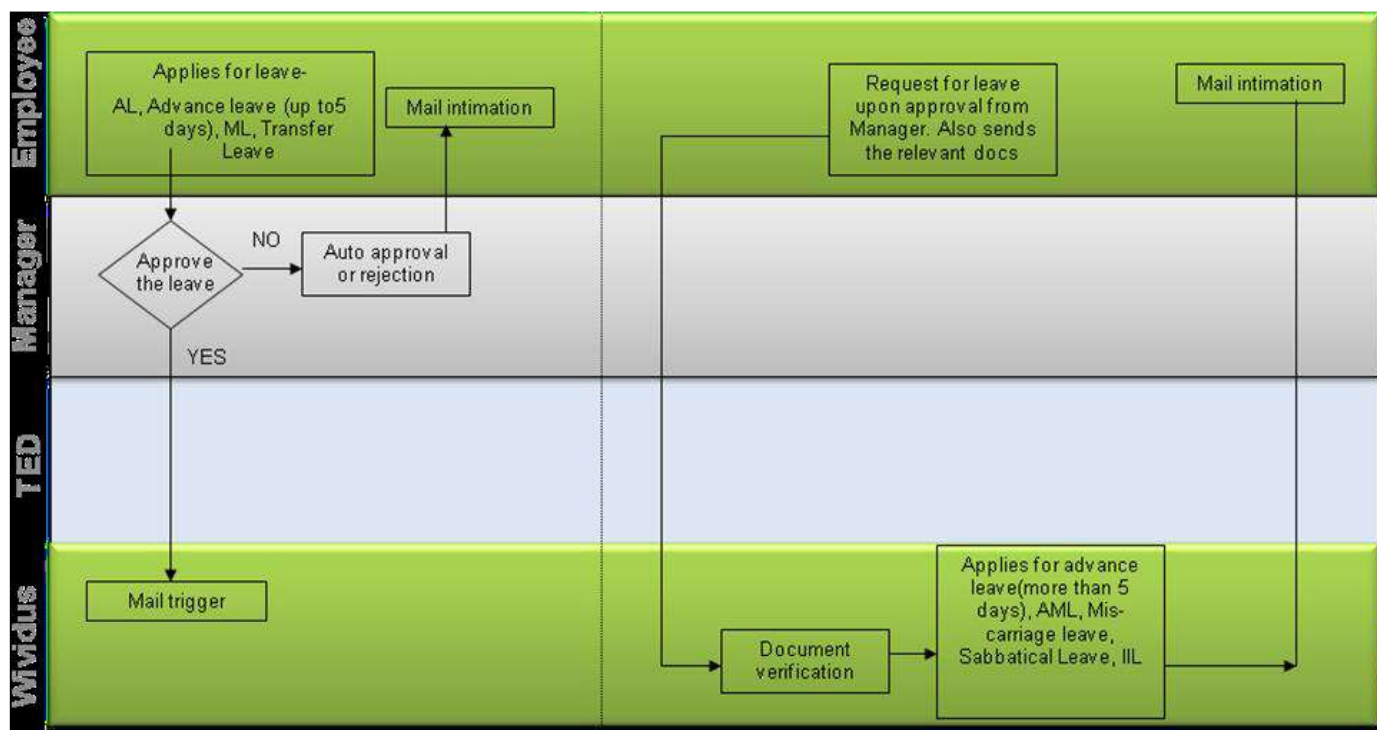 Employee
Applies for leave-
AL, Advance leave (up to5
days), ML, Transfer
Leave
Mail intimation
Request for leave
upon approval from
Manager. Also sends
the relevant docs
Mail intimation
Manager
Approve
the leave
NO
Auto approval
or rejection
YES
TED
Wividus
Mail trigger
Document
verification
Applies for advance
leave(more than 5
days), AML, Mis-
carriage leave,
Sabbatical Leave, IIL